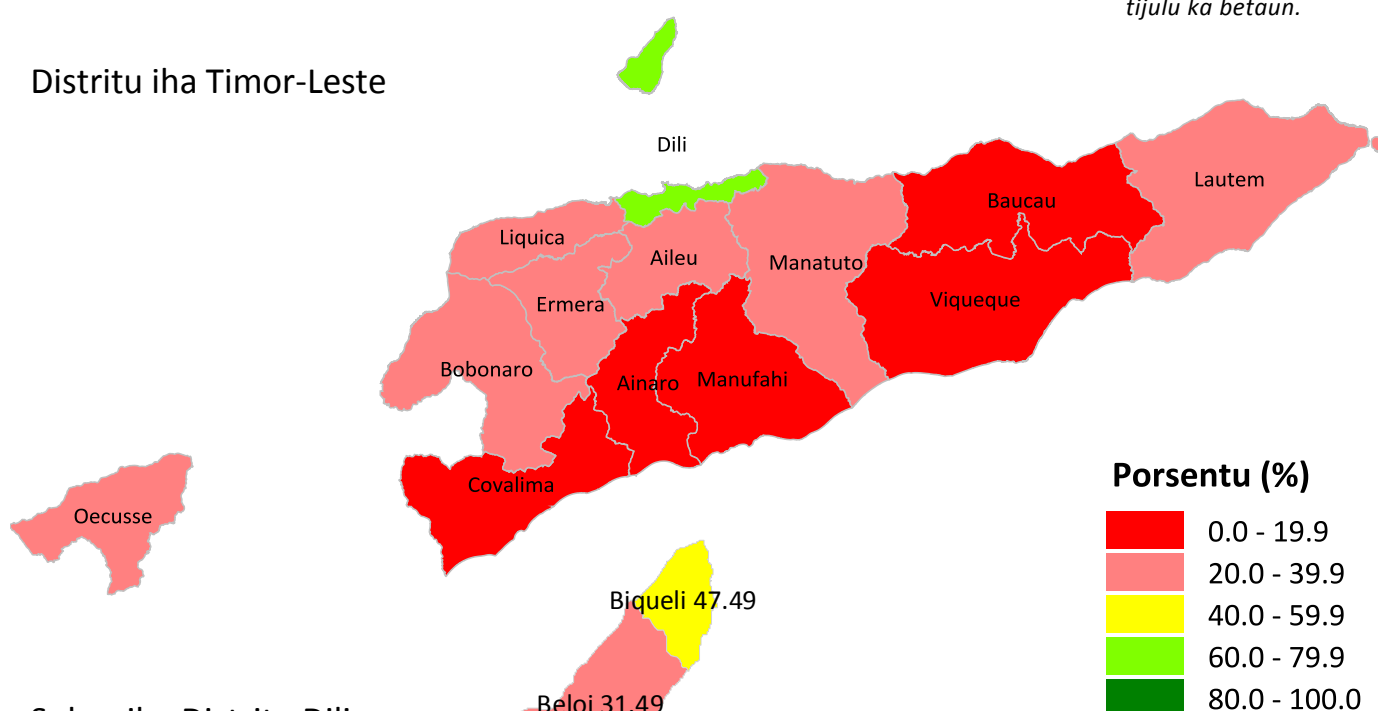 tijulu ka betaun.
Distritu iha Timor-Leste
Dili
Lautem
Baucau
Liquica
Aileu
Manatuto
Viqueque
Ermera
Bobonaro
Ainaro
Manufahi
Covalima
Oecusse
Porsentu (%)
0.0 - 19.9
20.0 - 39.9
40.0 - 59.9
60.0 - 79.9
80.0 - 100.0
Biqueli 47.49
Beloi 31.49